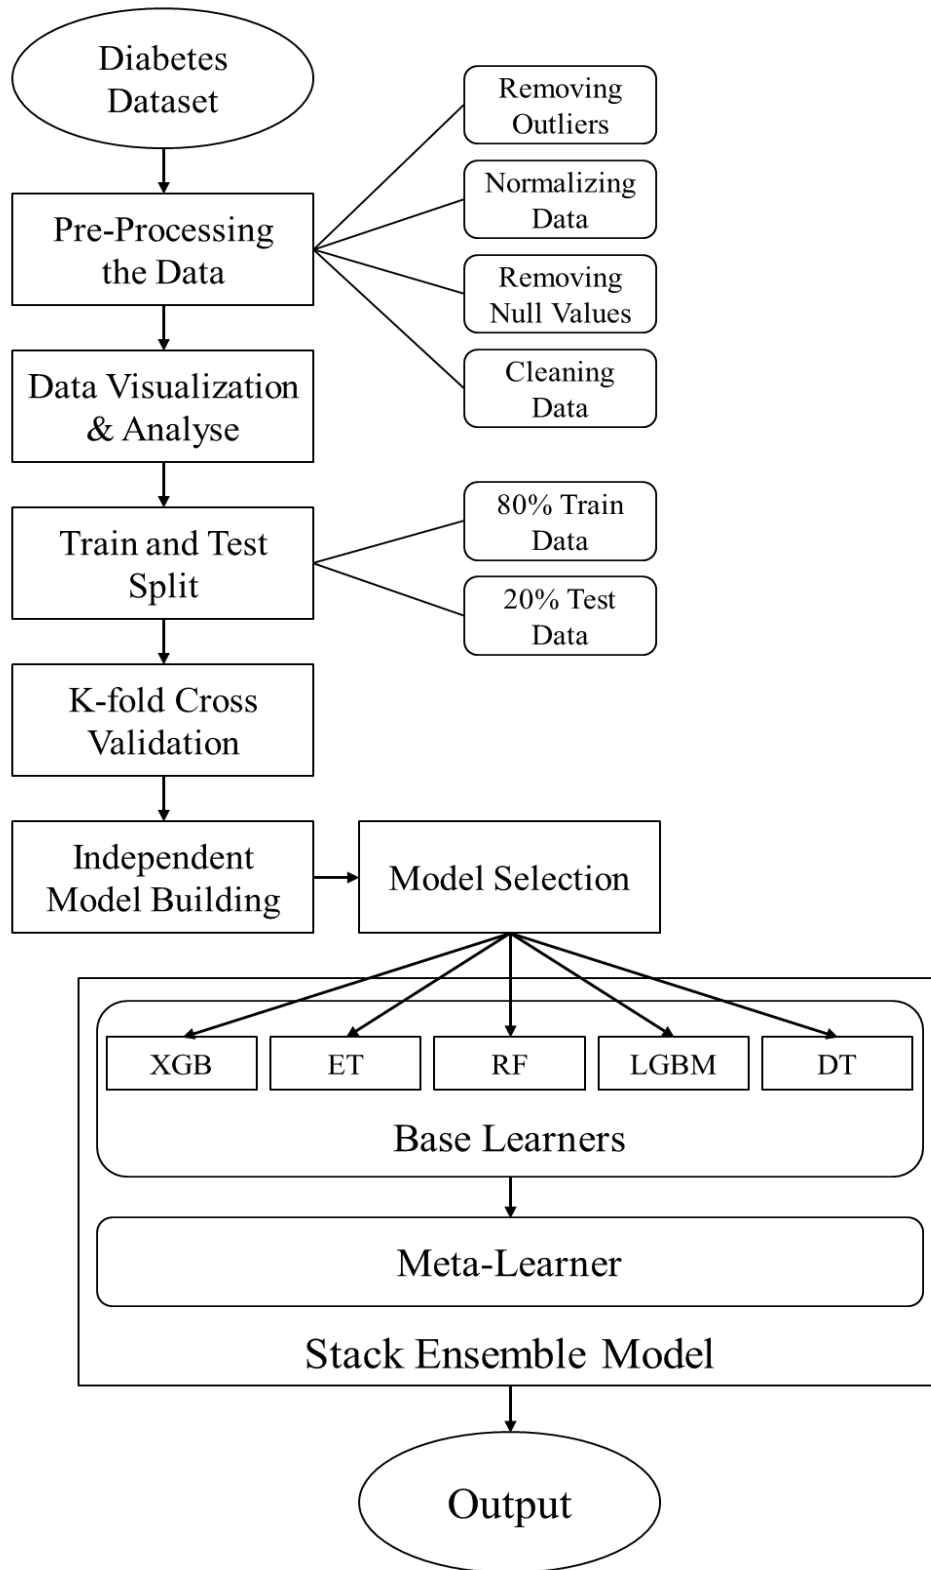 Diabetes
Dataset
Removing
Outliers
Normalizing
Data
Pre-Processing
the Data
Removing
Null Values
Cleaning
Data
Data Visualization
& Analyse
80% Train
Data
Train and Test
Split
20% Test
Data
K-fold Cross
Validation
Independent
Model Building
Model Selection
XGB
ET
RF
LGBM
DT
Base Learners
Meta-Learner
Stack Ensemble Model
Output